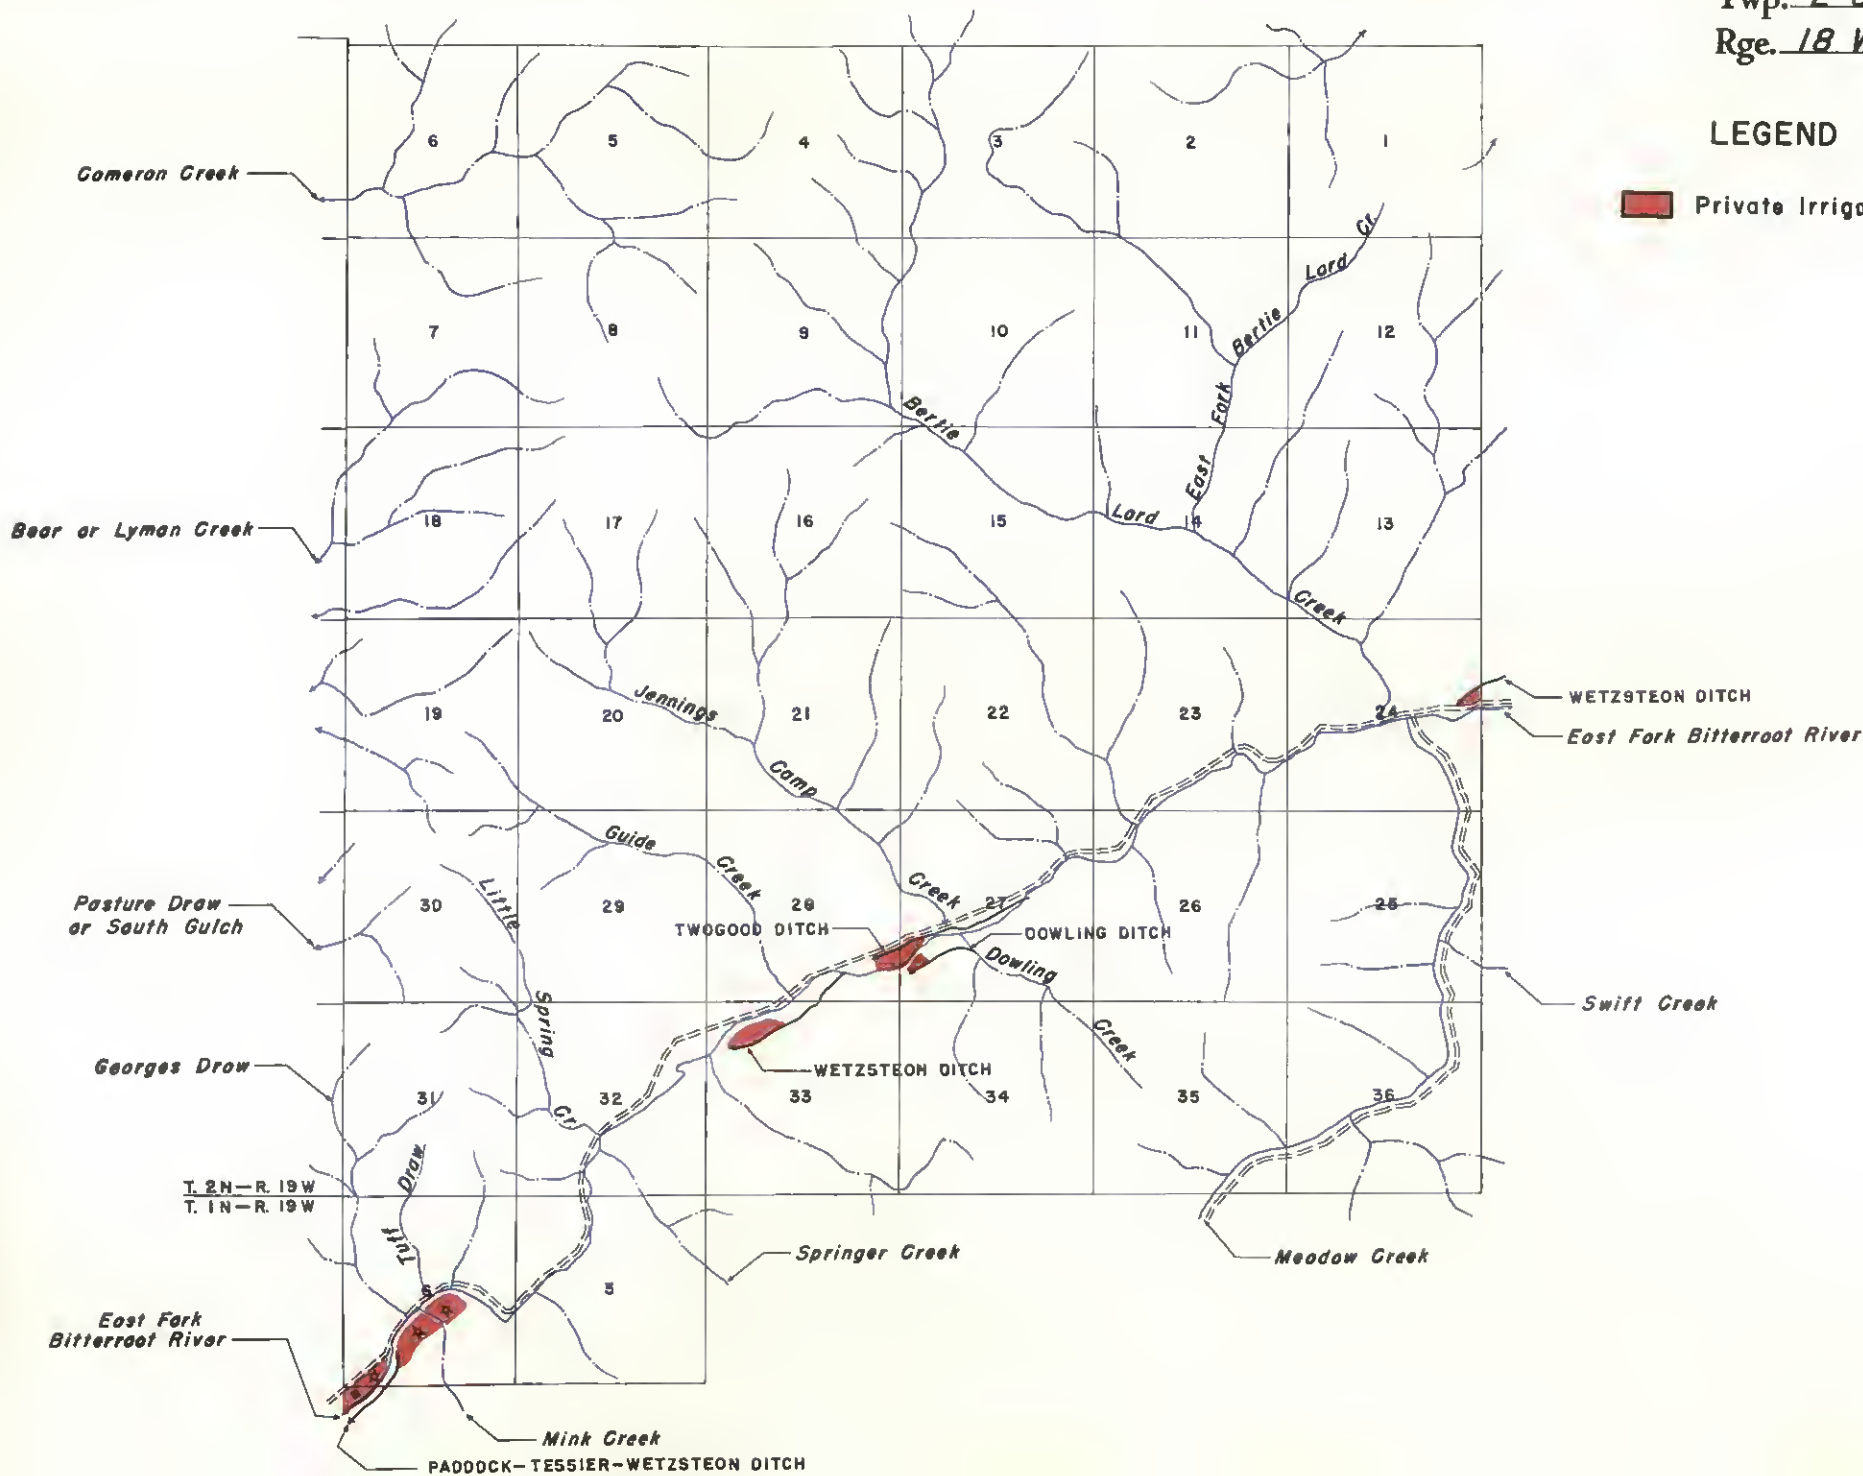 Rge. 18
LEGEND
Private
6
5
4
3
2
1
Cameron Creek
Cr.
Lord
Bertie
7
8
9
10
11
12
Fork
East
Bertie
Lord
Creek
18
17
16
15
14
13
Bear or Lyman Creek
Jennings
Camp
Creek
19
20
21
22
23
24
WETZSTEON DITCH
East Fork Bitterroot River
Guide
Creek
Little
Spring
Cr.
30
29
28
27
26
25
Pasture Draw
or South Gulch
TWOGOOD DITCH
DOWLING DITCH
Dowling
Creek
Swift Creek
Georges Draw
WETZSTEON DITCH
31
32
33
34
35
36
T. 2N–R. 19W
T. 1N–R. 19W
Draw
Tuff
Springer Creek
Meadow Creek
6
5
East Fork
Bitterroot River
Mink Creek
PADDOCK–TESSIER–WETZSTEON DITCH